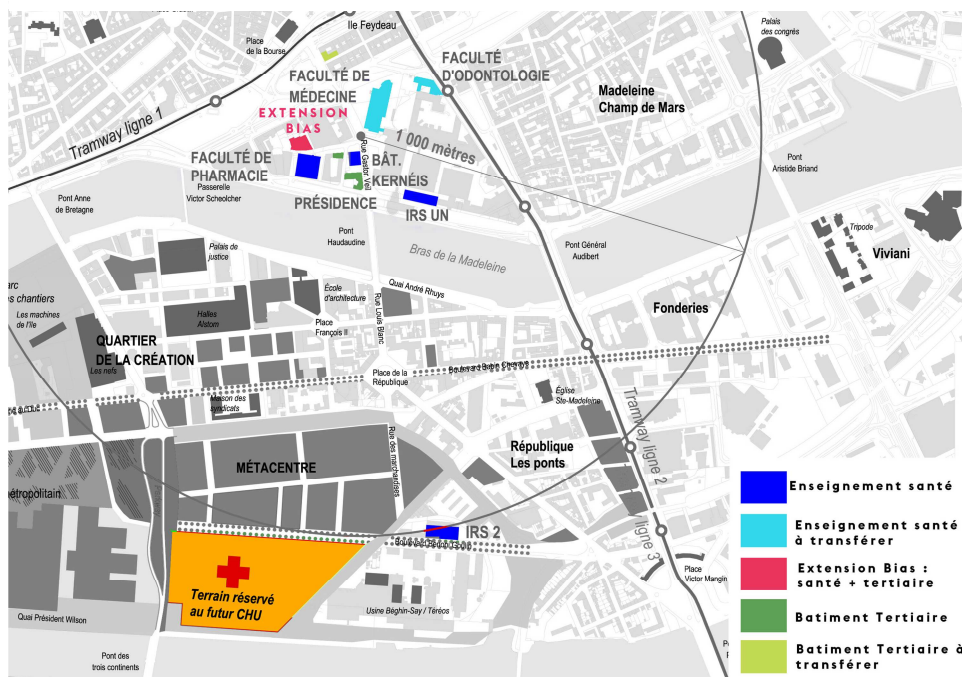 Ile Feydeau
Place
de la Bourse
Palais
des congrès
FACULTÉ
D'ODONTOLOGIE
FACULTÉ DE
MÉDECINE
EXTENSION
BIAS
Madeleine
Champ de Mars
Tramway ligne 1
1 000 mètres
Rue Gaston Veil
FACULTÉ DE
PHARMACIE
BÂT.
KERNÉIS
Pont
Aristide Briand
Passerelle
Victor Scheolcher
PRÉSIDENCE
IRS UN
Pont Anne
de Bretagne
Tripode
Pont
Haudaudine
Pont Général
Audibert
Viviani
Palais de
justice
Bras de la Madeleine
École
d'architecture
Quai André Rhuys
Les machines
de l'Ile
Halles
Alstom
Rue Louis Blanc
Fonderies
Place
François II
QUARTIER
DE LA CRÉATION
Les nefs
Place de la
République
Boulevard Babin Chevaye
Maison des
syndicats
Église
Ste-Madeleine
Tramway ligne 2
Rue des marchandises
République
Les ponts
MÉTACENTRE
IRS 2
ligne 3
Terrain réservé
au futur CHU
Usine Béghin-Say / Téréos
Place
Victor Mangin
Quai Président Wilson
Pont des
trois continents
Enseignement santé
Enseignement santé
à transférer
Extension Bias :
santé + tertiaire
Batiment Tertiaire
Batiment Tertiaire à
transférer